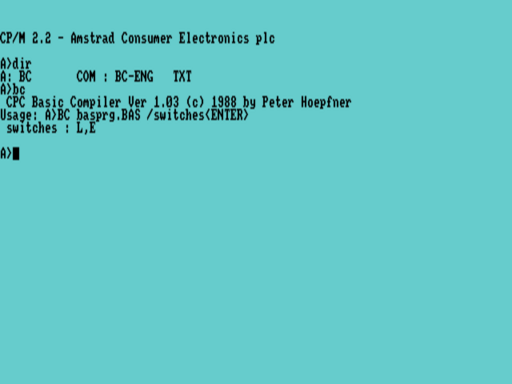 CP/M 2.2 - Amstrad Consumer Electronics plc
A>dir
A: BC       COM : BC-ENG   TXT
A>bc
 CPC Basic Compiler Ver 1.03 (c) 1988 by Peter Hoepfner
Usage: A>BC basprg.BAS /switches<ENTER>
 switches : L,E
A>